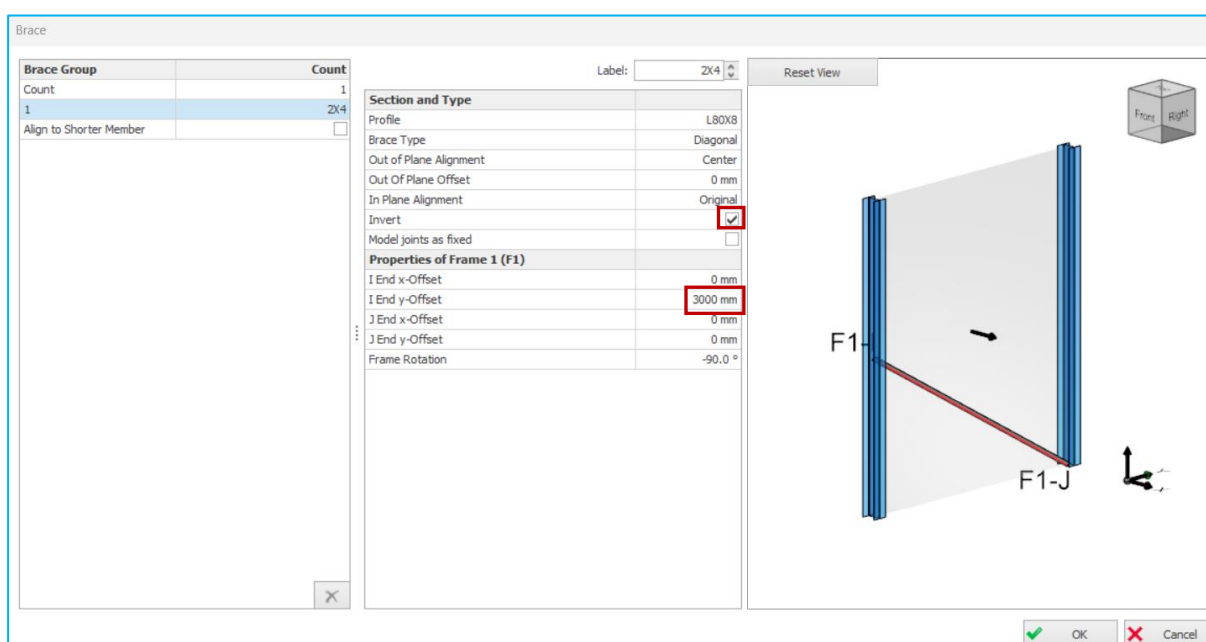 Brace
Brace Group Count
Count 1
1 2X4
Align to Shorter Member
Label: 2X4
Section and Type
Profile L80X8
Brace Type Diagonal
Out of Plane Alignment Center
Out Of Plane Offset 0 mm
In Plane Alignment Original
Invert
Model joints as fixed
Properties of Frame 1 (F1)
I End x-Offset 0 mm
I End y-Offset 3000 mm
J End x-Offset 0 mm
J End y-Offset 0 mm
Frame Rotation -90.0 °
Reset View
Front Right
F1-
F1-J
OK Cancel